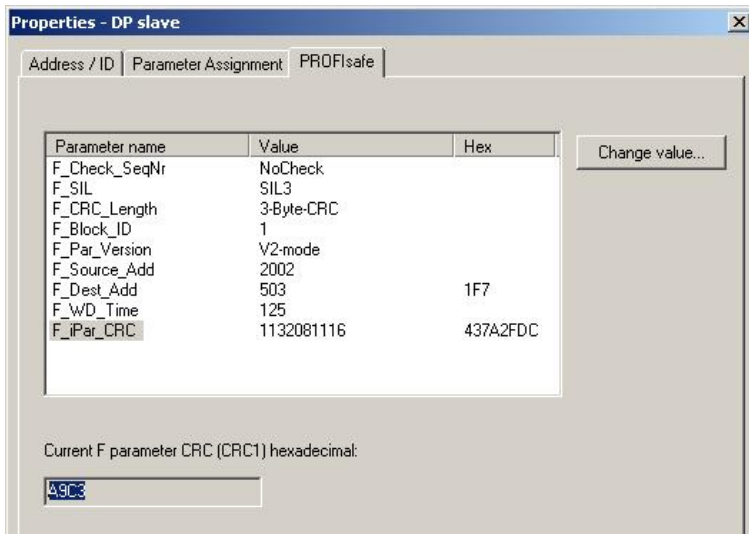 Properties - DP slave
Address / ID Parameter Assignment PROFIsafe
Parameter name Value Hex
Change value...
F_Check_SeqNr NoCheck
F_SIL SIL3
F_CRC_Length 3-Byte-CRC
F_Block_ID 1
F_Par_Version V2-mode
F_Source_Add 2002
F_Dest_Add 503 1F7
F_WD_Time 125
F_iPar_CRC 1132081116 437A2FDC
Current F parameter CRC (CRC1) hexadecimal:
A9C3